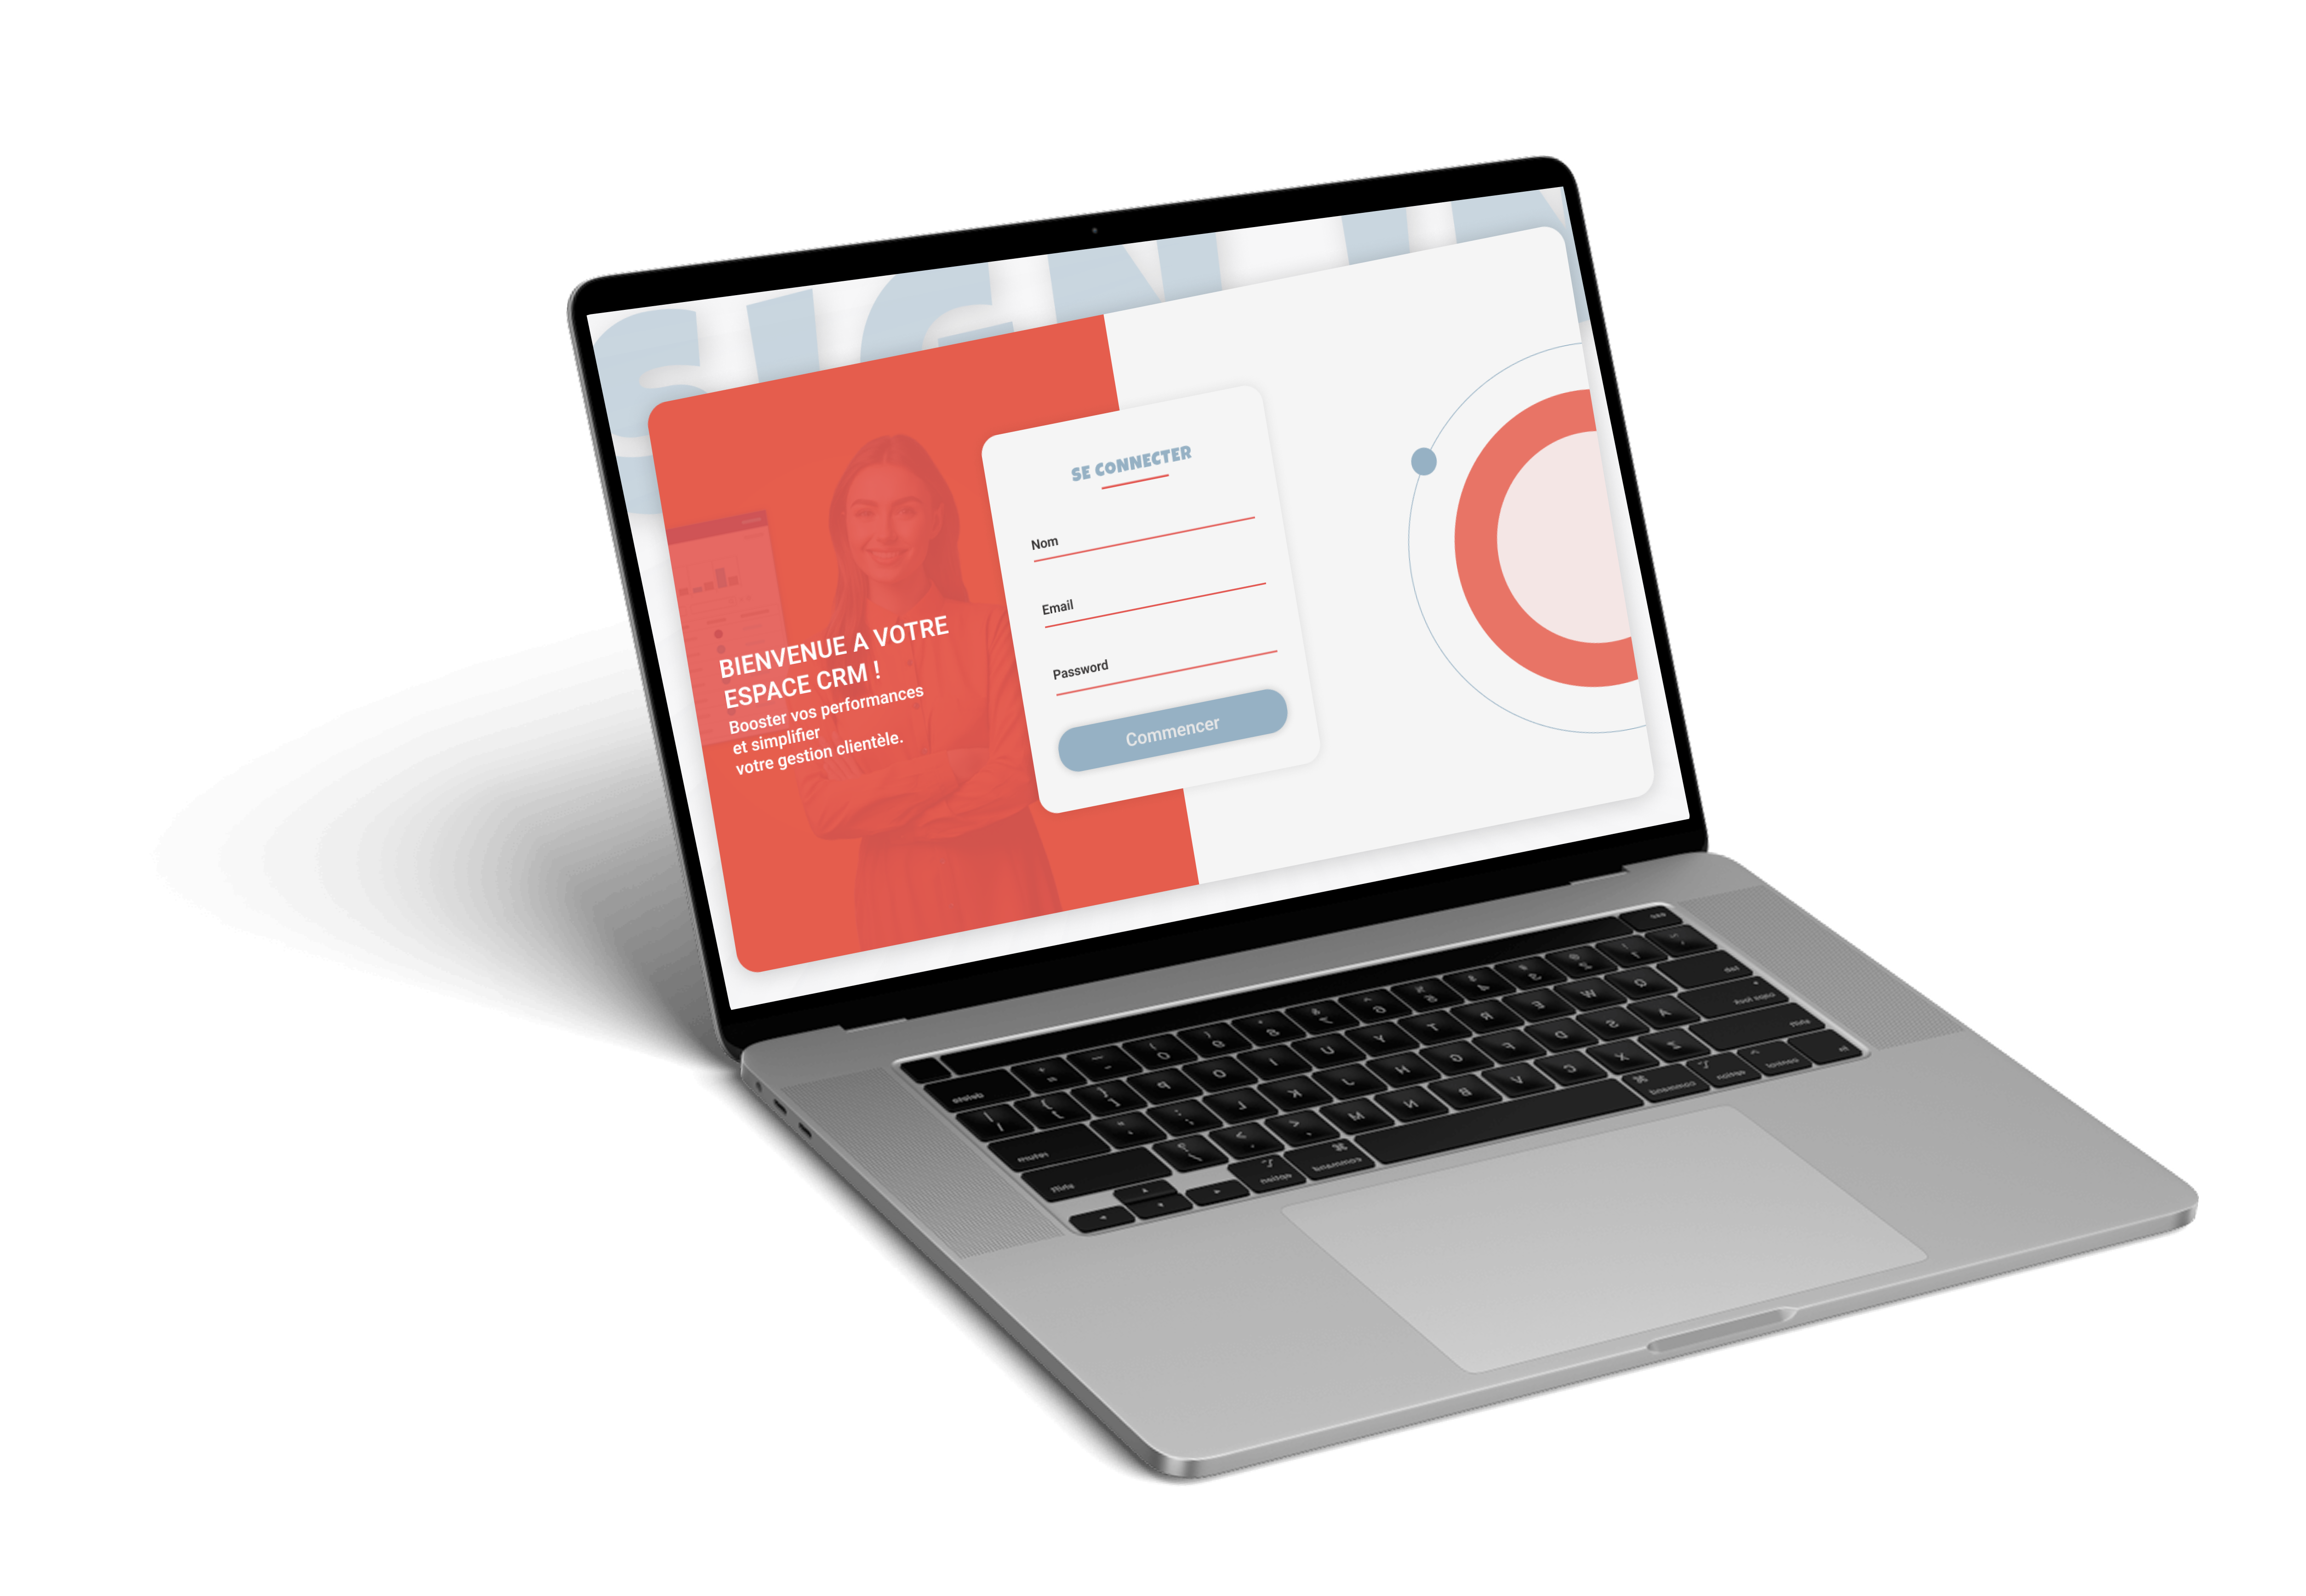 SIGN IN
BIENVENUE A VOTRE
ESPACE CRM !
Booster vos performances
et simplifier
votre gestion clientèle.
SE CONNECTER
Nom
Email
Password
Commencer